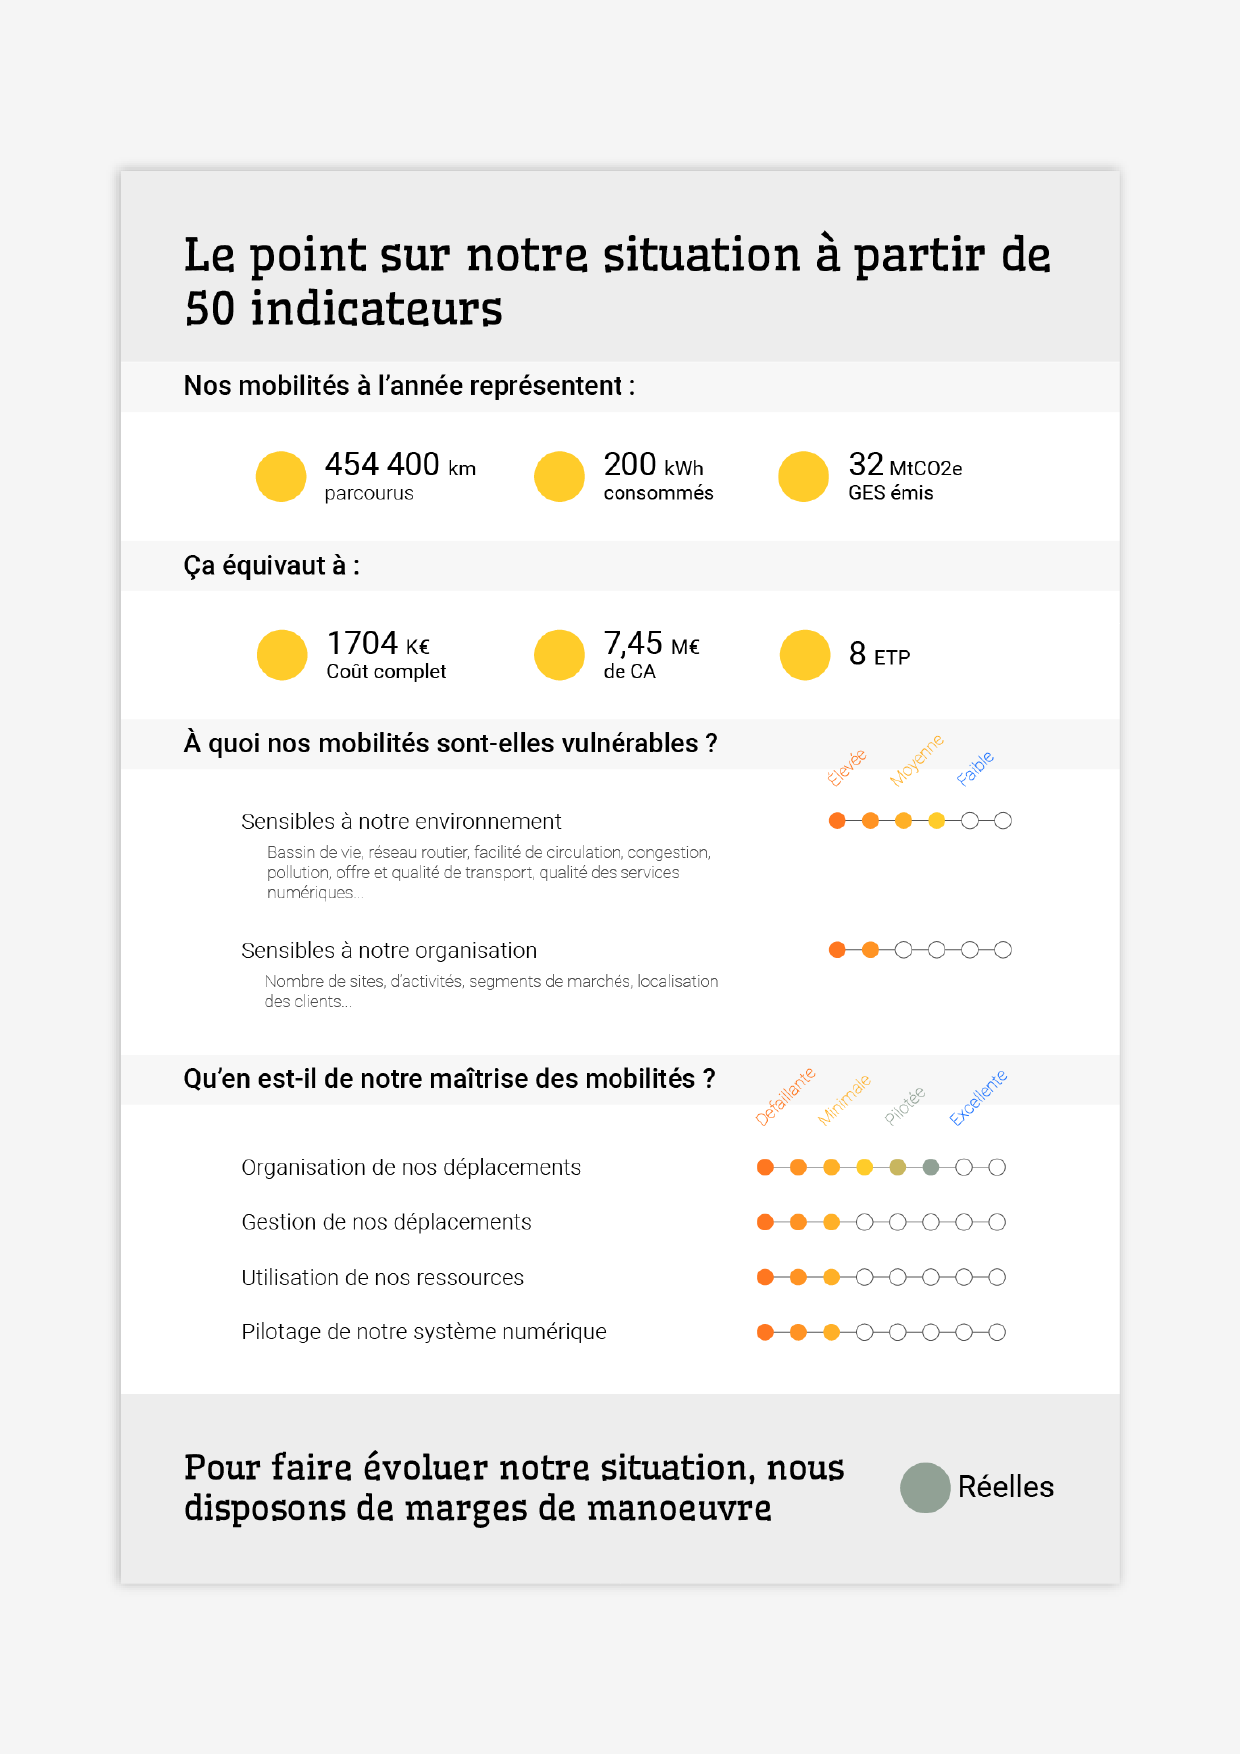 Le point sur notre situation à partir de
50 indicateurs
Nos mobilités à l’année représentent :
454 400 km
parcourus
200 kWh
consommés
32 MtCO2e
GES émis
Ça équivaut à :
1704 K€
Coût complet
7,45 M€
de CA
8 ETP
À quoi nos mobilités sont-elles vulnérables ?
Élevée
Moyenne
Faible
Sensibles à notre environnement
Bassin de vie, réseau routier, facilité de circulation, congestion,
pollution, offre et qualité de transport, qualité des services
numériques...
Sensibles à notre organisation
Nombre de sites, d’activités, segments de marchés, localisation
des clients...
Qu’en est-il de notre maîtrise des mobilités ?
Defaillante
Minimale
Pilotée
Excellente
Organisation de nos déplacements
Gestion de nos déplacements
Utilisation de nos ressources
Pilotage de notre système numérique
Pour faire évoluer notre situation, nous
disposons de marges de manoeuvre
Réelles